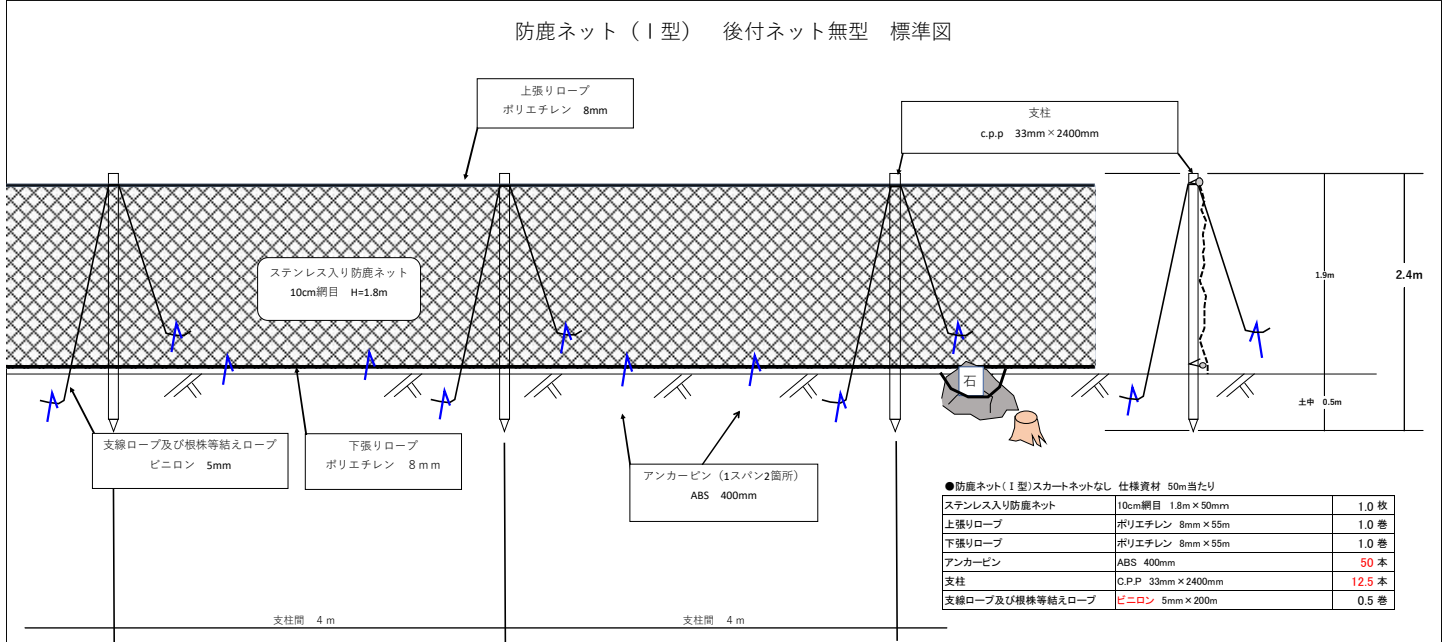 防鹿ネット（Ⅰ型）　後付ネット無型　標準図
上張りロープ
ポリエチレン　8mm
支柱
c.p.p　33mm×2400mm
ステンレス入り防鹿ネット
10cm網目　H=1.8m
1.9m
2.4m
石
土中　0.5m
支線ロープ及び根株等結えロープ
ビニロン　5mm
下張りロープ
ポリエチレン　８ｍｍ
アンカーピン（1スパン2箇所）
ABS　400mm
●防鹿ネット(Ⅰ型)スカートネットなし　仕様資材　50m当たり
ステンレス入り防鹿ネット　10cm網目　1.8m×50mm　1.0 枚
上張りロープ　ポリエチレン　8mm×55m　1.0 巻
下張りロープ　ポリエチレン　8mm×55m　1.0 巻
アンカーピン　ABS　400mm　50 本
支柱　C.P.P　33mm×2400mm　12.5 本
支線ロープ及び根株等結えロープ　ビニロン　5mm×200m　0.5 巻
支柱間　4ｍ
支柱間　4ｍ